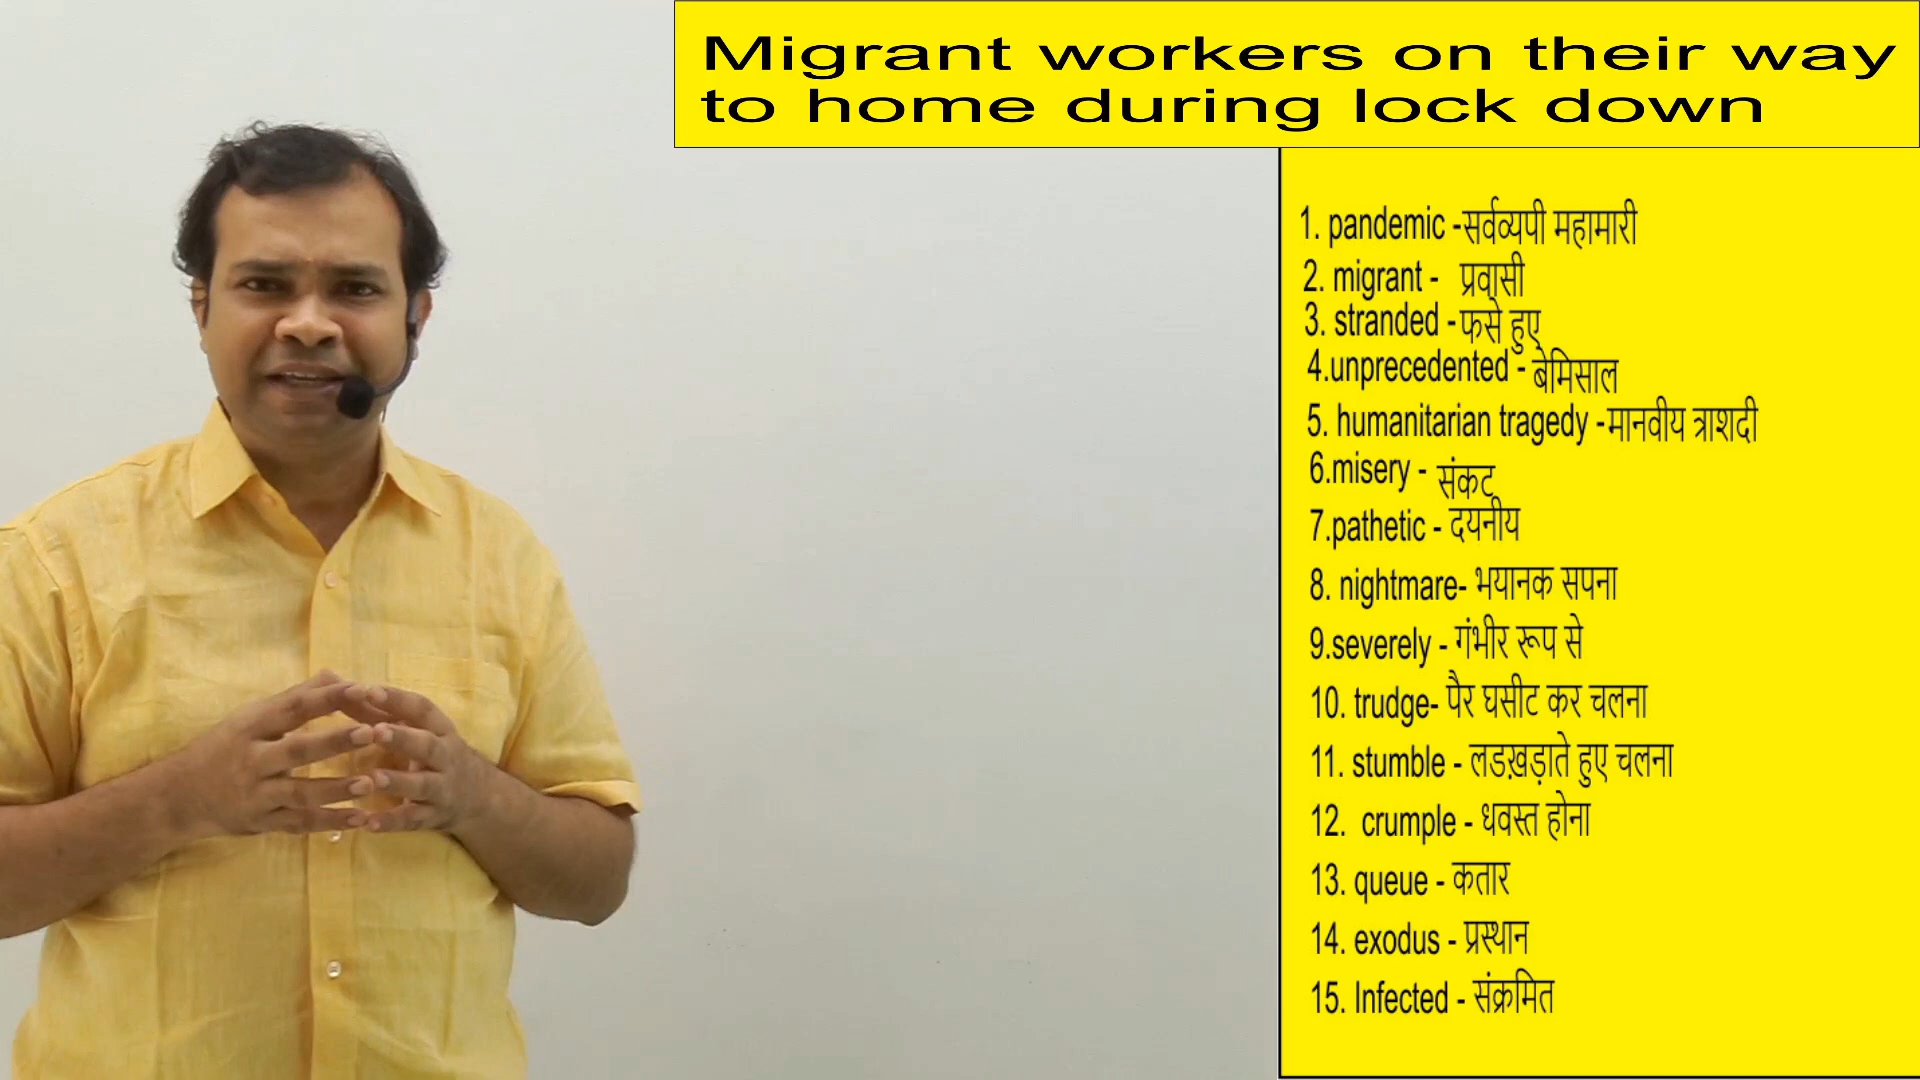 Migrant workers on their way
to home during lock down
1. pandemic -सर्वव्यपी महामारी
2. migrant - प्रवासी
3. stranded -फसे हुए
4.unprecedented - बेमिसाल
5. humanitarian tragedy -मानवीय त्राशदी
6.misery - संकट
7.pathetic - दयनीय
8. nightmare- भयानक सपना
9.severely - गंभीर रूप से
10. trudge- पैर घसीट कर चलना
11. stumble - लडख़ड़ाते हुए चलना
12. crumple - धवस्त होना
13. queue - कतार
14. exodus - प्रस्थान
15. Infected - संक्रमित